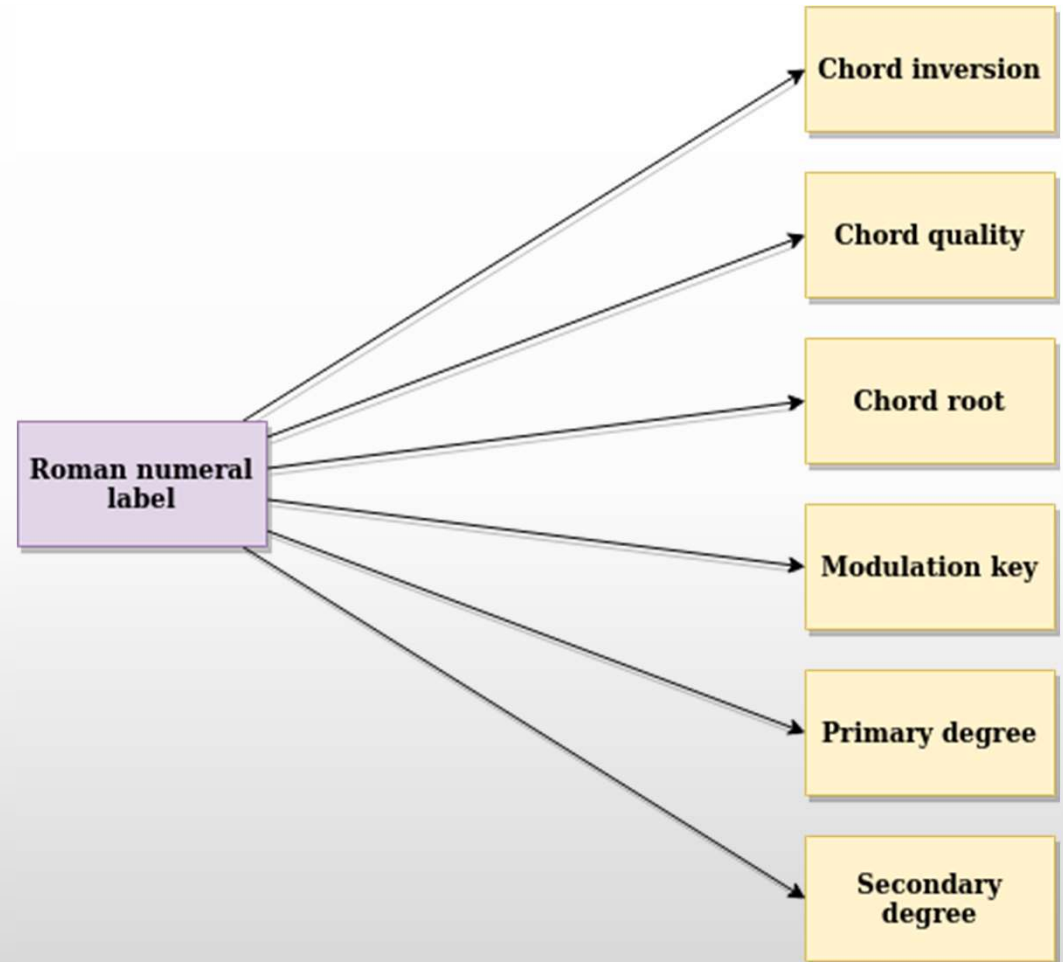 Chord inversion
Chord quality
Chord root
Roman numeral
label
Modulation key
Primary degree
Secondary
degree